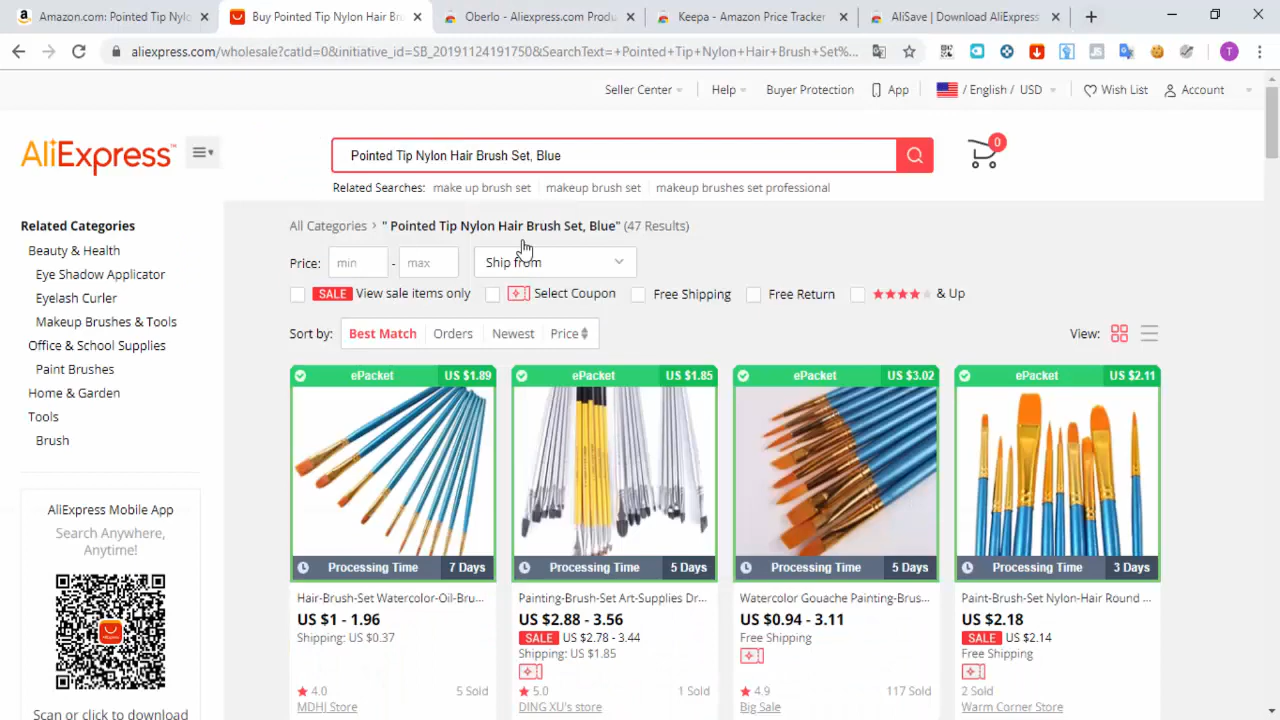 Amazon.com: Pointed Tip Nylo
Buy Pointed Tip Nylon Hair Br
Oberlo - Aliexpress.com Produ
Keepa - Amazon Price Tracker
AliSave | Download AliExpress
aliexpress.com/wholesale?catId=0&initiative_id=SB_20191124191750&SearchText=+Pointed+Tip+Nylon+Hair+Brush+Set%...
T
Seller Center
Help
Buyer Protection
App
/ English / USD
Wish List
Account
AliExpress™
Pointed Tip Nylon Hair Brush Set, Blue
0
Related Searches: make up brush set makeup brush set makeup brushes set professional
Related Categories
Beauty & Health
Eye Shadow Applicator
Eyelash Curler
Makeup Brushes & Tools
Office & School Supplies
Paint Brushes
Home & Garden
Tools
Brush
AliExpress Mobile App
Search Anywhere,
Anytime!
Scan or click to download
All Categories > " Pointed Tip Nylon Hair Brush Set, Blue" (47 Results)
Price: min - max Ship from
SALE View sale items only Select Coupon Free Shipping Free Return & Up
Sort by: Best Match Orders Newest Price View:
ePacket US $1.89
Processing Time 7 Days
Hair-Brush-Set Watercolor-Oil-Bru...
US $1 - 1.96
Shipping: US $0.37
4.0 5 Sold
MDHJ Store
ePacket US $1.85
Processing Time 5 Days
Painting-Brush-Set Art-Supplies Dr...
US $2.88 - 3.56
SALE US $2.78 - 3.44
Shipping: US $1.85
5.0 1 Sold
DING XU's store
ePacket US $3.02
Processing Time 5 Days
Watercolor Gouache Painting-Brus...
US $0.94 - 3.11
Free Shipping
4.9 117 Sold
Big Sale
ePacket US $2.11
Processing Time 3 Days
Paint-Brush-Set Nylon-Hair Round ...
US $2.18
SALE US $2.14
Free Shipping
2 Sold
Warm Corner Store